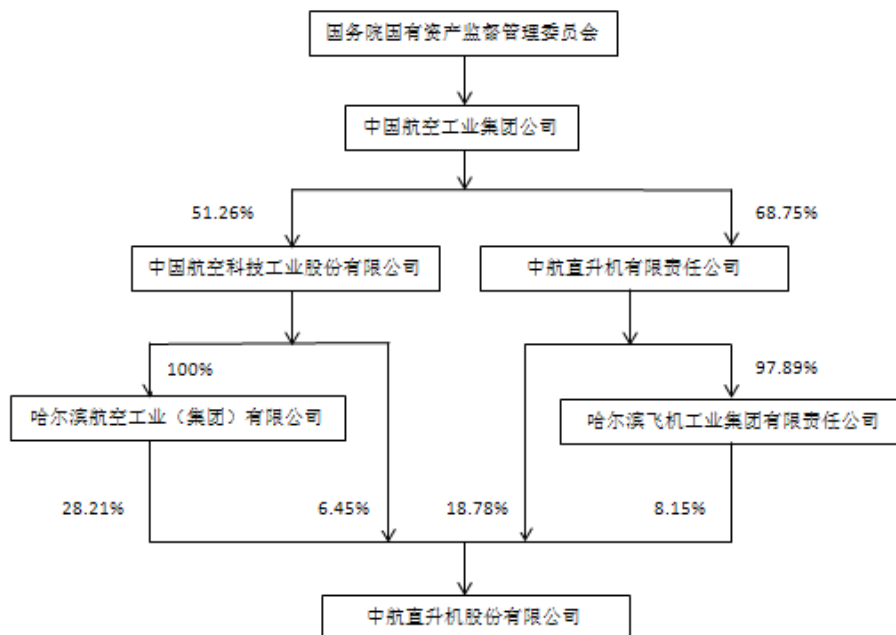 国务院国有资产监督管理委员会
中国航空工业集团公司
51.26%
68.75%
中国航空科技工业股份有限公司
中航直升机有限责任公司
100%
97.89%
哈尔滨航空工业（集团）有限公司
哈尔滨飞机工业集团有限责任公司
28.21%
6.45%
18.78%
8.15%
中航直升机股份有限公司